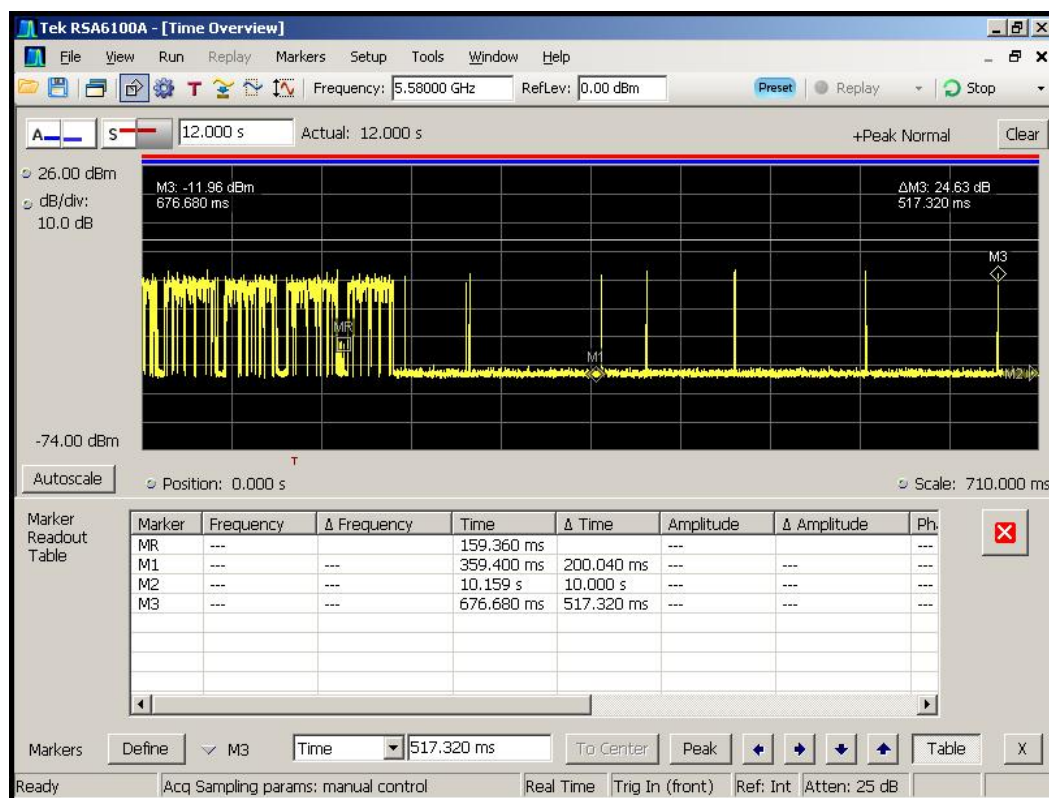 Tek RSA6100A - [Time Overview]
File View Run Replay Markers Setup Tools Window Help
T Frequency: 5.58000 GHz RefLev: 0.00 dBm Preset Replay Stop
A S 12.000 s Actual: 12.000 s +Peak Normal Clear
26.00 dBm
dB/div:
10.0 dB
M3: -11.96 dBm
676.680 ms
ΔM3: 24.63 dB
517.320 ms
M3
MR
M1
M2
-74.00 dBm
T
Autoscale Position: 0.000 s Scale: 710.000 ms
Marker
Readout
Table
Marker Frequency Δ Frequency Time Δ Time Amplitude Δ Amplitude Ph
MR --- 159.360 ms --- ---
M1 --- --- 359.400 ms 200.040 ms --- --- ---
M2 --- --- 10.159 s 10.000 s --- --- ---
M3 --- --- 676.680 ms 517.320 ms --- --- ---
Markers Define M3 Time 517.320 ms To Center Peak Table X
Ready Acq Sampling params: manual control Real Time Trig In (front) Ref: Int Atten: 25 dB